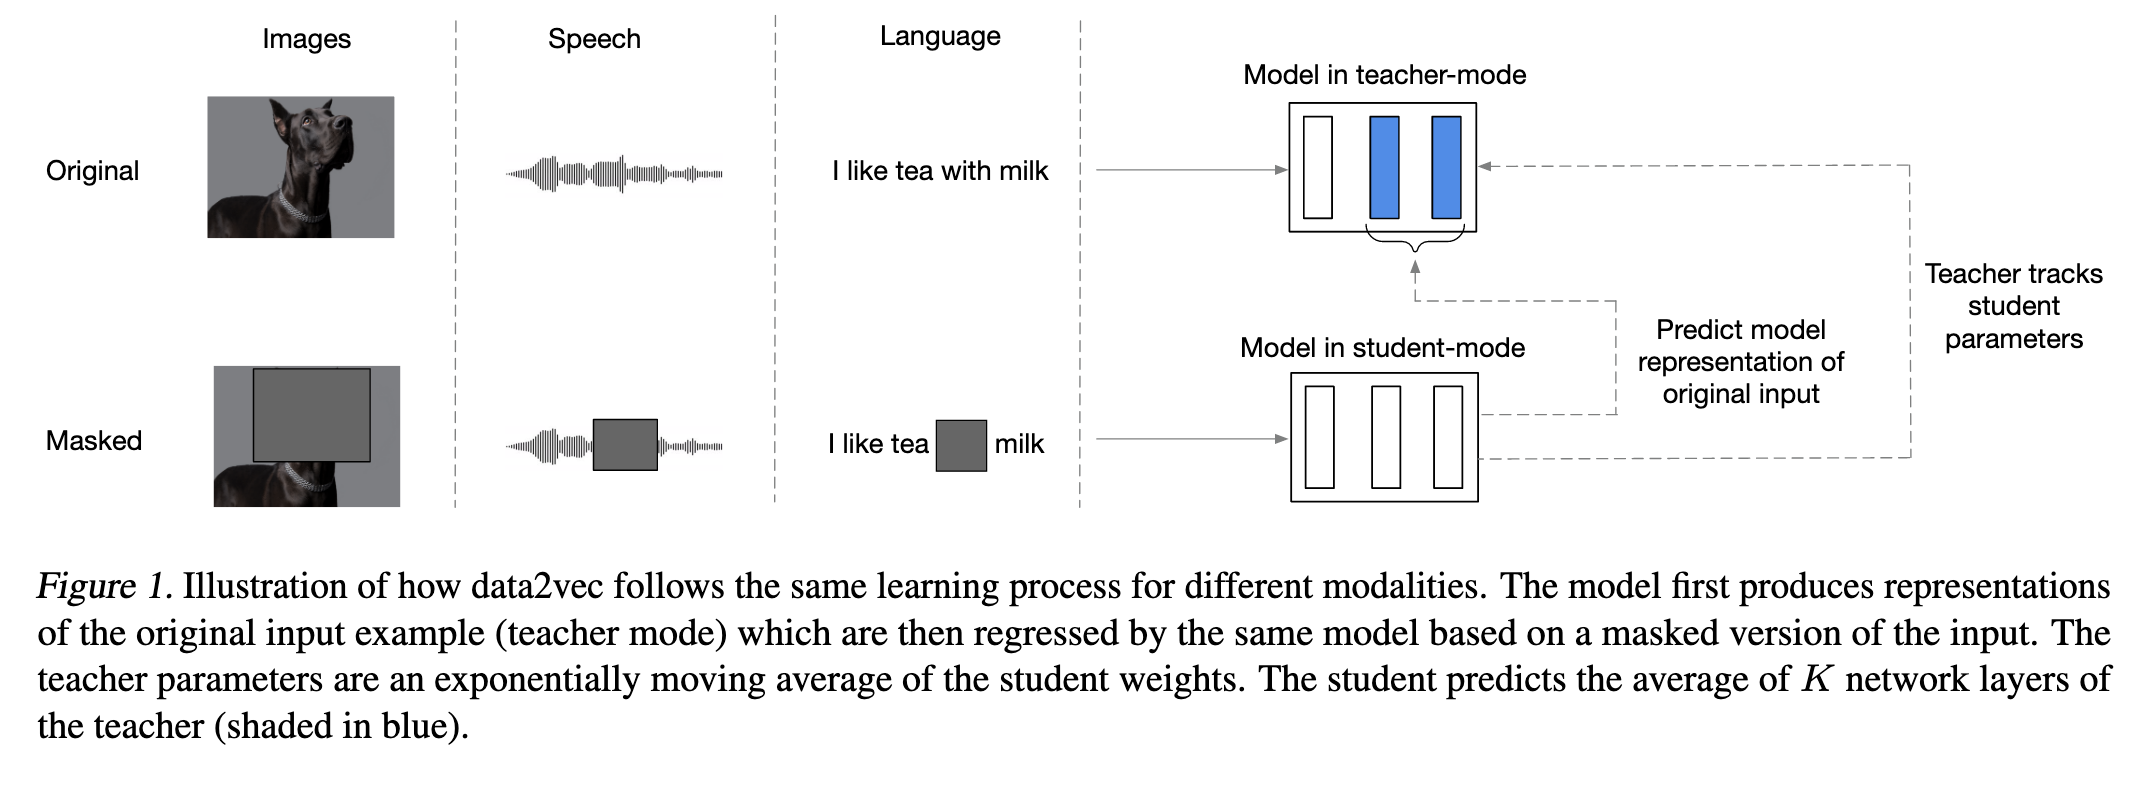 Images
Speech
Language
Model in teacher-mode
Original
I like tea with milk
Teacher tracks
student
parameters
Predict model
representation of
original input
Model in student-mode
Masked
I like tea milk
Figure 1. Illustration of how data2vec follows the same learning process for different modalities. The model first produces representations
of the original input example (teacher mode) which are then regressed by the same model based on a masked version of the input. The
teacher parameters are an exponentially moving average of the student weights. The student predicts the average of K network layers of
the teacher (shaded in blue).